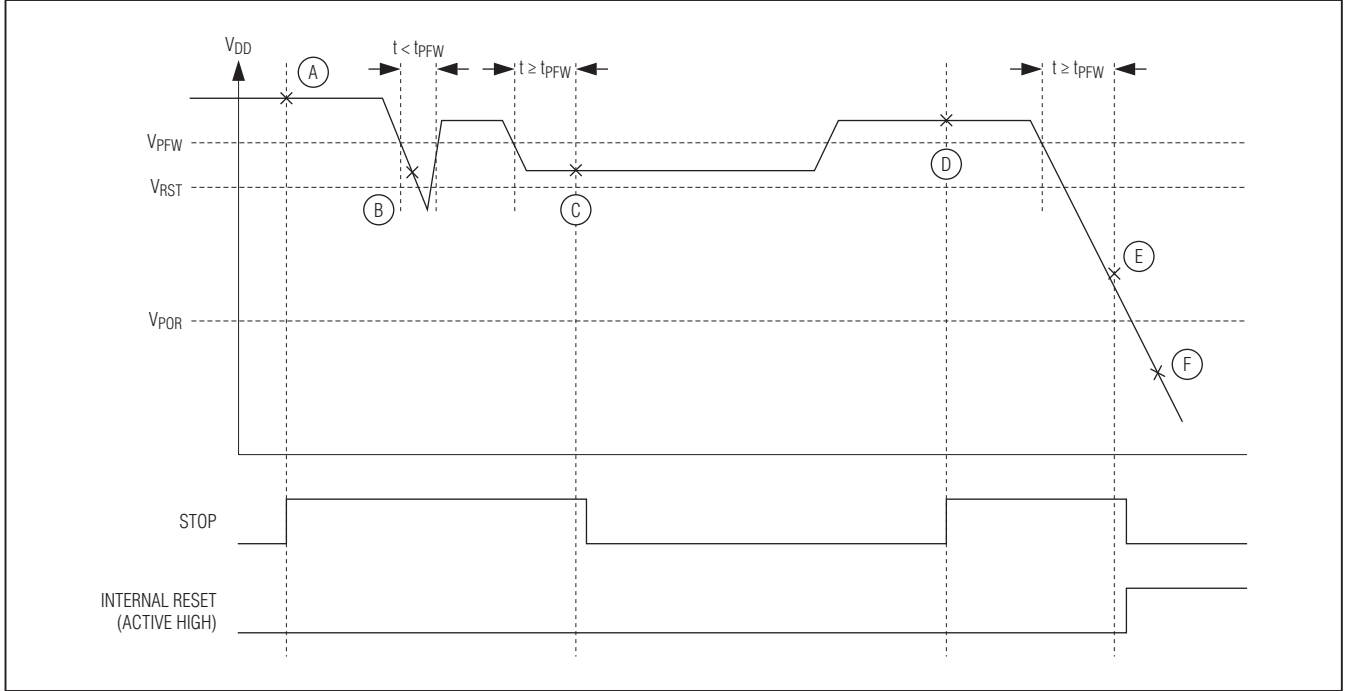 VDD
t < tPFW
t ≥ tPFW
t ≥ tPFW
A
VPFW
D
VRST
B
C
E
VPOR
F
STOP
INTERNAL RESET
(ACTIVE HIGH)